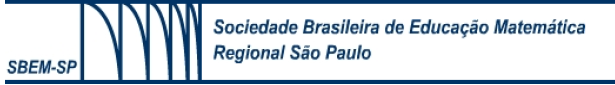 SBEM-SP
Sociedade Brasileira de Educação Matemática
Regional São Paulo